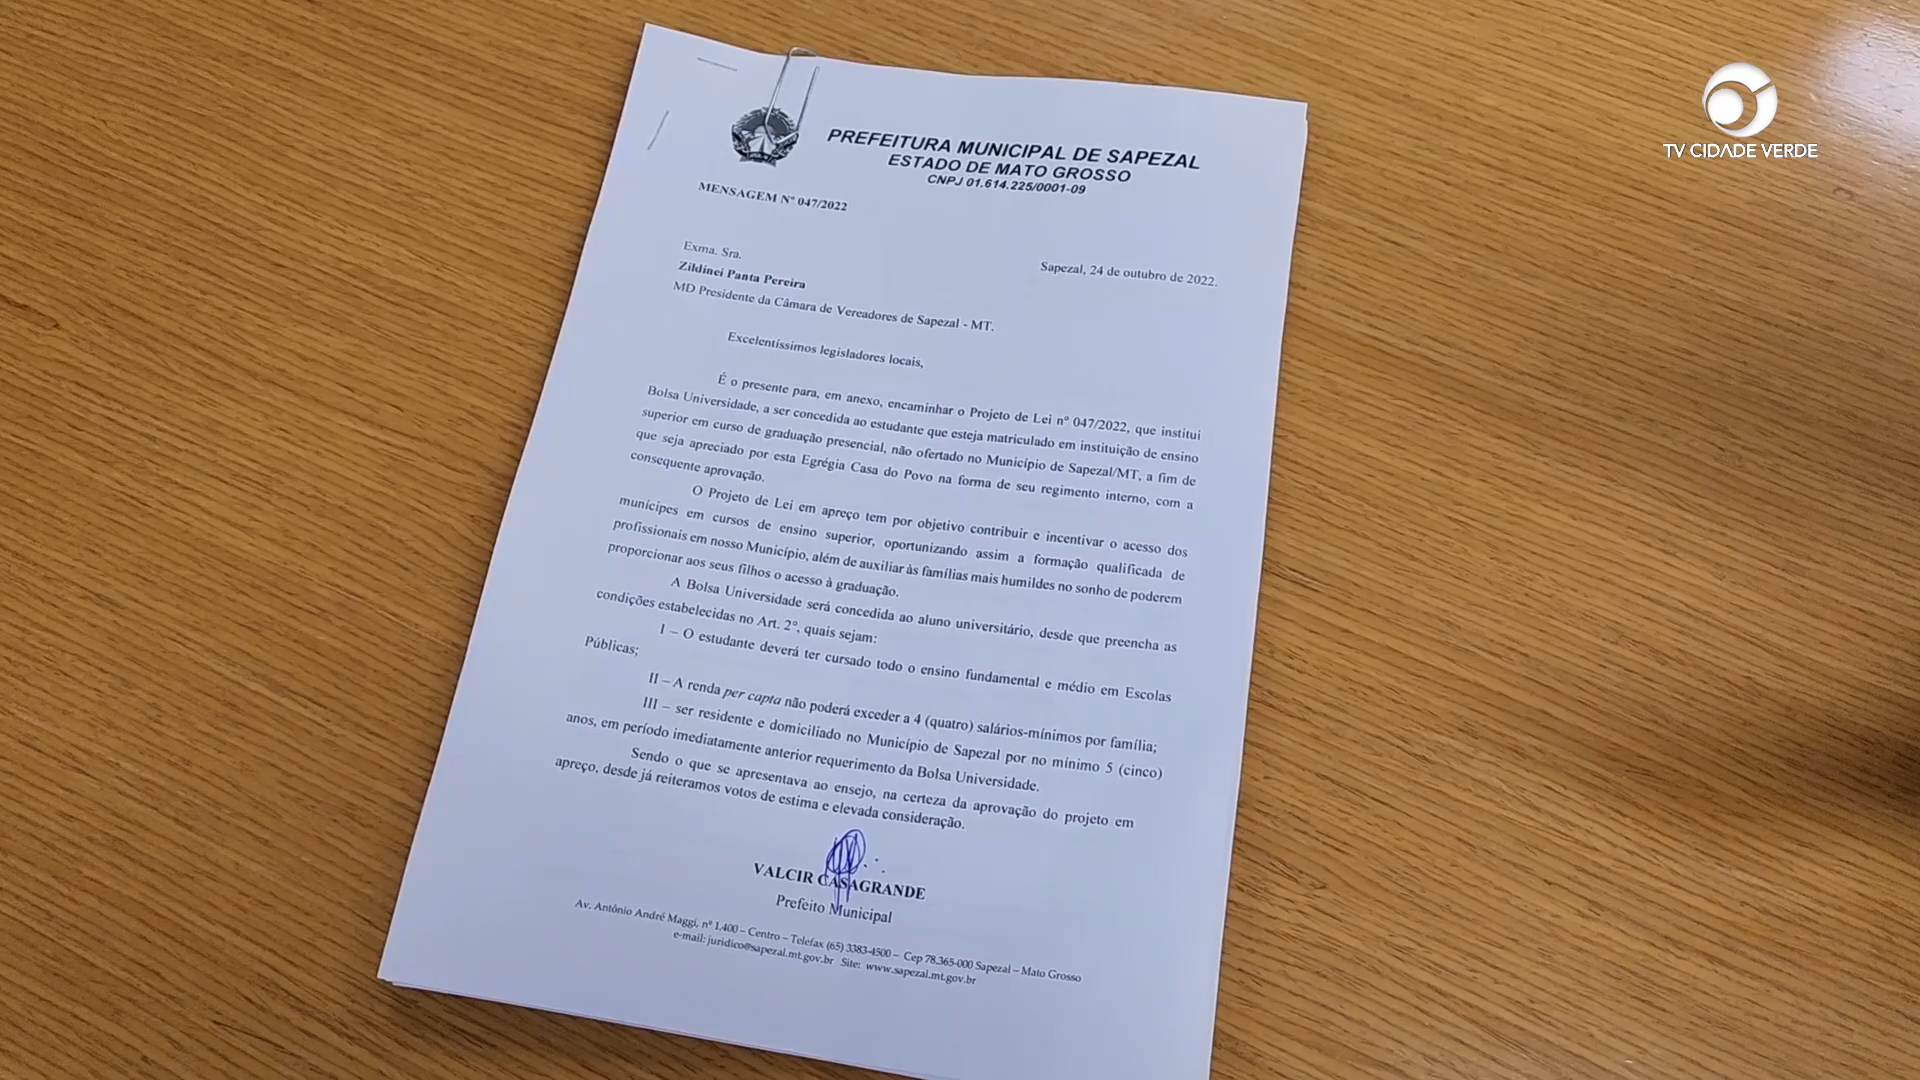 TV CIDADE VERDE
PREFEITURA MUNICIPAL DE SAPEZAL
ESTADO DE MATO GROSSO
CNPJ 01.614.225/0001-09
MENSAGEM Nº 047/2022
Sapezal, 24 de outubro de 2022.
Exma. Sra.
Zildinei Panta Pereira
MD Presidente da Câmara de Vereadores de Sapezal - MT.
Excelentíssimos legisladores locais,
É o presente para, em anexo, encaminhar o Projeto de Lei nº 047/2022, que institui
Bolsa Universidade, a ser concedida ao estudante que esteja matriculado em instituição de ensino
superior em curso de graduação presencial, não ofertado no Município de Sapezal/MT, a fim de
que seja apreciado por esta Egrégia Casa do Povo na forma de seu regimento interno, com a
consequente aprovação.
O Projeto de Lei em apreço tem por objetivo contribuir e incentivar o acesso dos
munícipes em cursos de ensino superior, oportunizando assim a formação qualificada de
profissionais em nosso Município, além de auxiliar às famílias mais humildes no sonho de poderem
proporcionar aos seus filhos o acesso à graduação.
A Bolsa Universidade será concedida ao aluno universitário, desde que preencha as
condições estabelecidas no Art. 2º, quais sejam:
I – O estudante deverá ter cursado todo o ensino fundamental e médio em Escolas
Públicas;
II – A renda per capta não poderá exceder a 4 (quatro) salários-mínimos por família;
III – ser residente e domiciliado no Município de Sapezal por no mínimo 5 (cinco)
anos, em período imediatamente anterior requerimento da Bolsa Universidade.
Sendo o que se apresentava ao ensejo, na certeza da aprovação do projeto em
apreço, desde já reiteramos votos de estima e elevada consideração.
VALCIR CASAGRANDE
Prefeito Municipal
Av. Antônio André Maggi, nº 1.400 – Centro – Telefax (65) 3383-4500 – Cep 78.365-000 Sapezal – Mato Grosso
e-mail: juridico@sapezal.mt.gov.br Site: www.sapezal.mt.gov.br